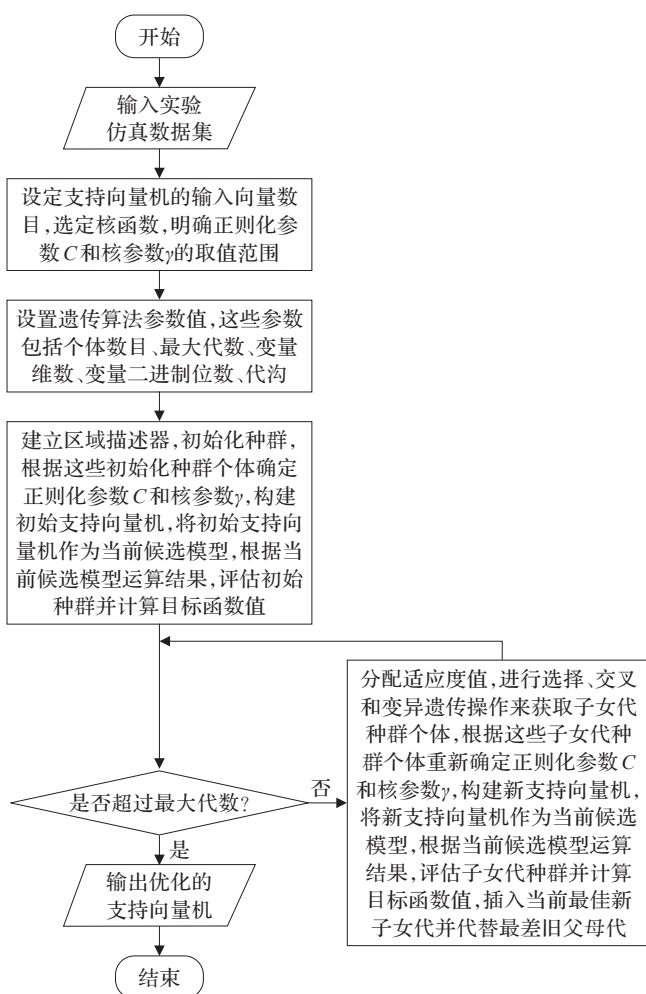 开始
输入实验
仿真数据集
设定支持向量机的输入向量数
目,选定核函数,明确正则化参
数C和核参数γ的取值范围
设置遗传算法参数值,这些参数
包括个体数目、最大代数、变量
维数、变量二进制位数、代沟
建立区域描述器,初始化种群,
根据这些初始化种群个体确定
正则化参数C和核参数γ,构建
初始支持向量机,将初始支持向
量机作为当前候选模型,根据当
前候选模型运算结果,评估初始
种群并计算目标函数值
是否超过最大代数?
否
分配适应度值,进行选择、交叉
和变异遗传操作来获取子女代
种群个体,根据这些子女代种
群个体重新确定正则化参数C
和核参数γ,构建新支持向量机,
将新支持向量机作为当前候选
模型,根据当前候选模型运算
结果,评估子女代种群并计算
目标函数值,插入当前最佳新
子女代并代替最差旧父母代
是
输出优化的
支持向量机
结束